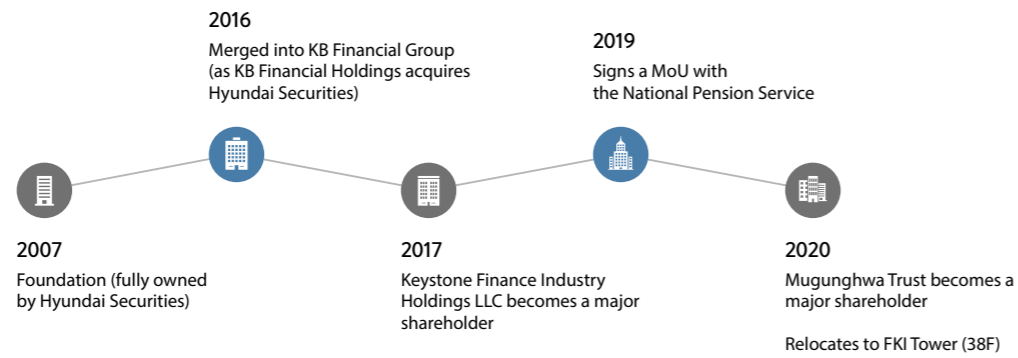 2016
Merged into KB Financial Group
(as KB Financial Holdings acquires
Hyundai Securities)
2019
Signs a MoU with
the National Pension Service
2007
Foundation (fully owned
by Hyundai Securities)
2017
Keystone Finance Industry
Holdings LLC becomes a major
shareholder
2020
Mugunghwa Trust becomes a
major shareholder
Relocates to FKI Tower (38F)